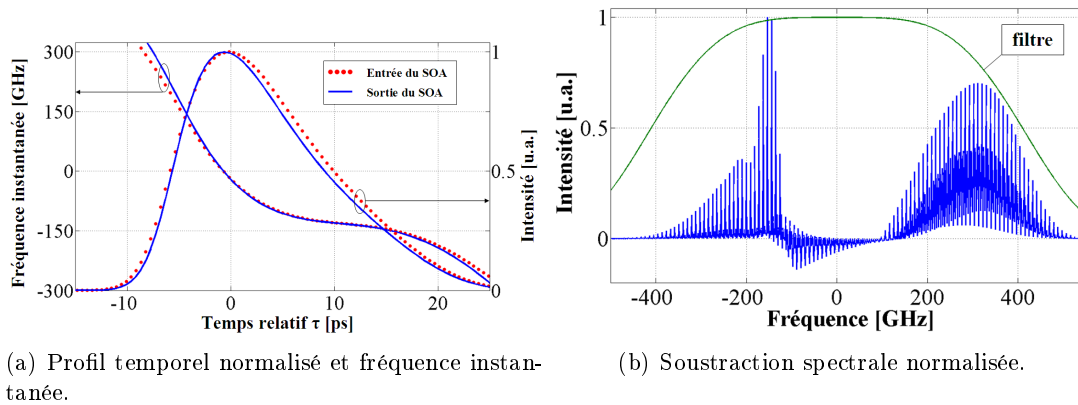 300
150
0
-150
-300
Fréquence instantanée [GHz]
-10
0
10
20
Temps relatif τ [ps]
1
0.5
0
Intensité [u.a.]
Entrée du SOA
Sortie du SOA
(a) Profil temporel normalisé et fréquence instan-
tanée.
1
0.5
0
Intensité [u.a.]
filtre
-400
-200
0
200
400
Fréquence [GHz]
(b) Soustraction spectrale normalisée.